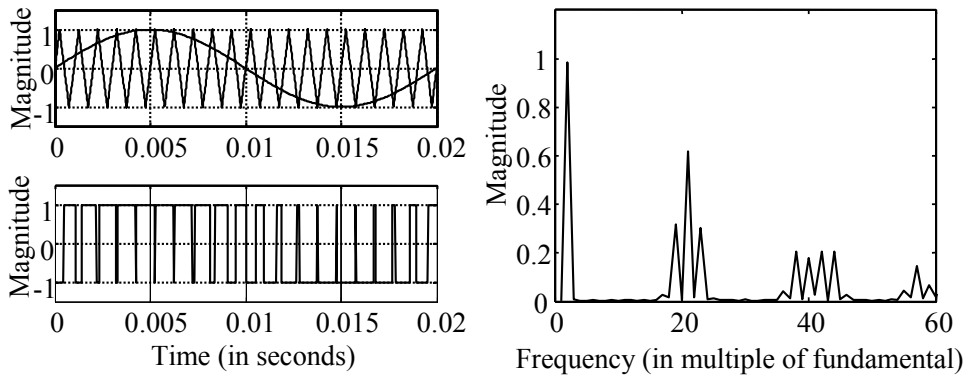 Magnitude
1
0
-1
0 0.005 0.01 0.015 0.02
Magnitude
1
0
-1
0 0.005 0.01 0.015 0.02
Time (in seconds)
Magnitude
1
0.8
0.6
0.4
0.2
0
0 20 40 60
Frequency (in multiple of fundamental)